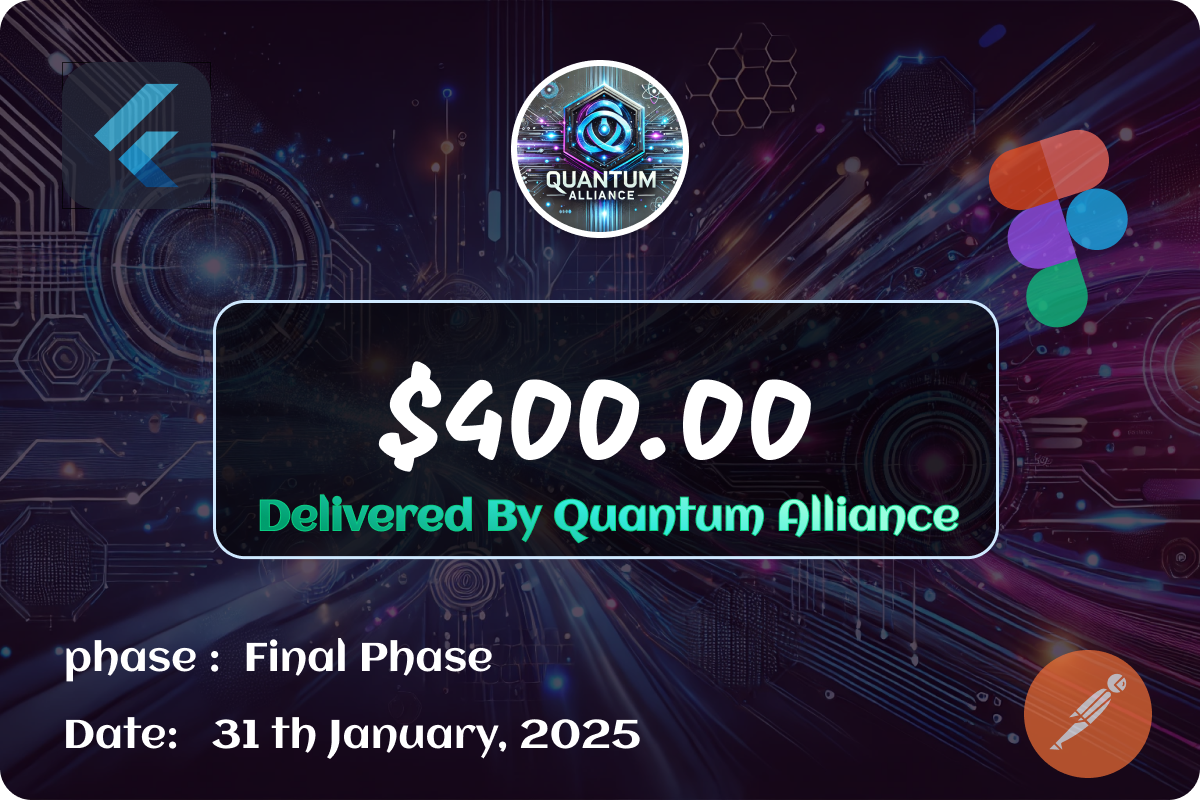 QUANTUM
ALLIANCE
$400.00
Delivered By Quantum Alliance
phase : Final Phase
Date: 31 th January, 2025